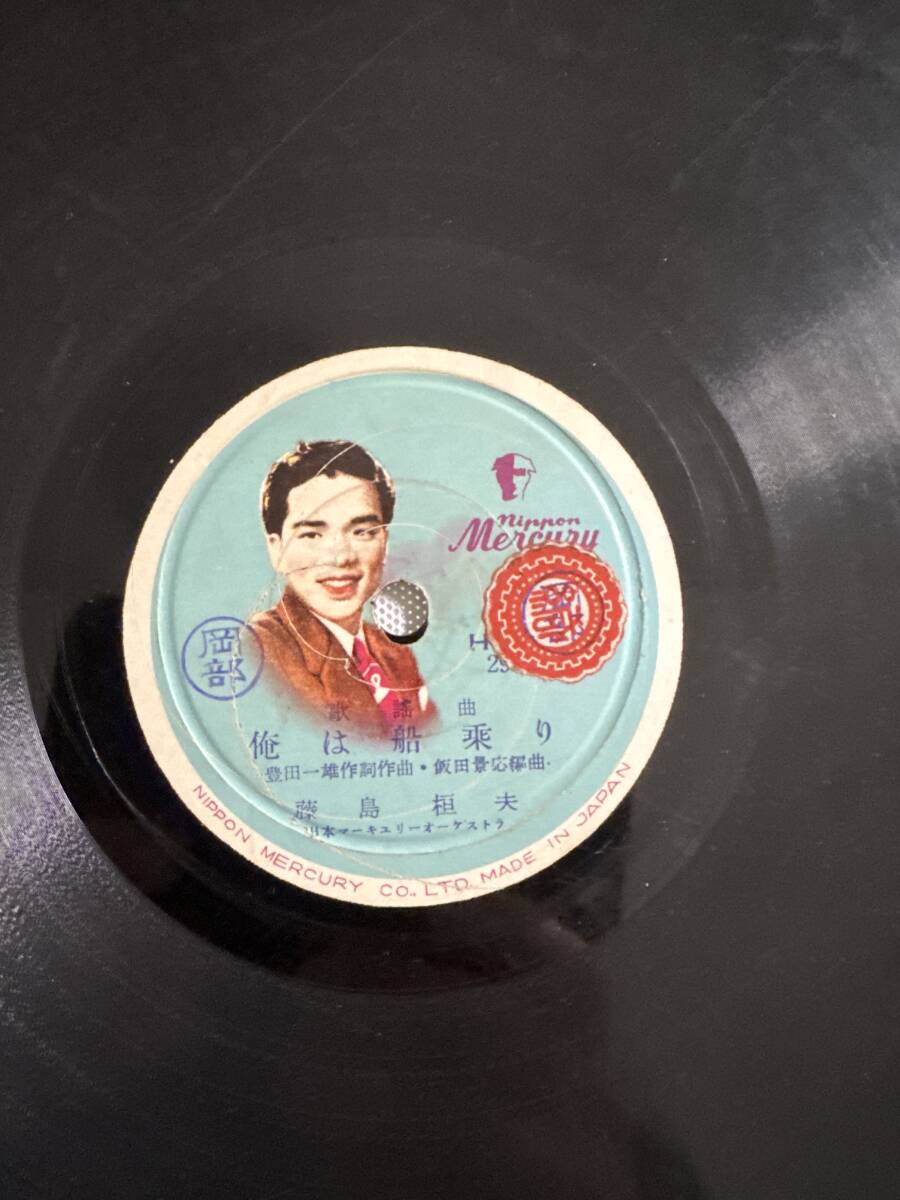 Nippon
Mercury
岡部
H
歌謡曲
俺は船乗り
豊田一雄作詞作曲・飯田景応編曲
藤島桓夫
日本マーキュリーオーケストラ
NIPPON MERCURY CO., LTD. MADE IN JAPAN